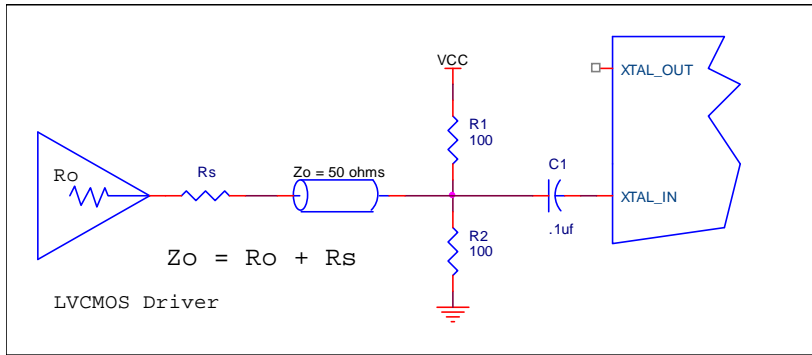 VCC
XTAL_OUT
R1
100
Ro
Rs
Zo = 50 ohms
C1
XTAL_IN
.1uf
R2
100
Zo = Ro + Rs
LVCMOS Driver